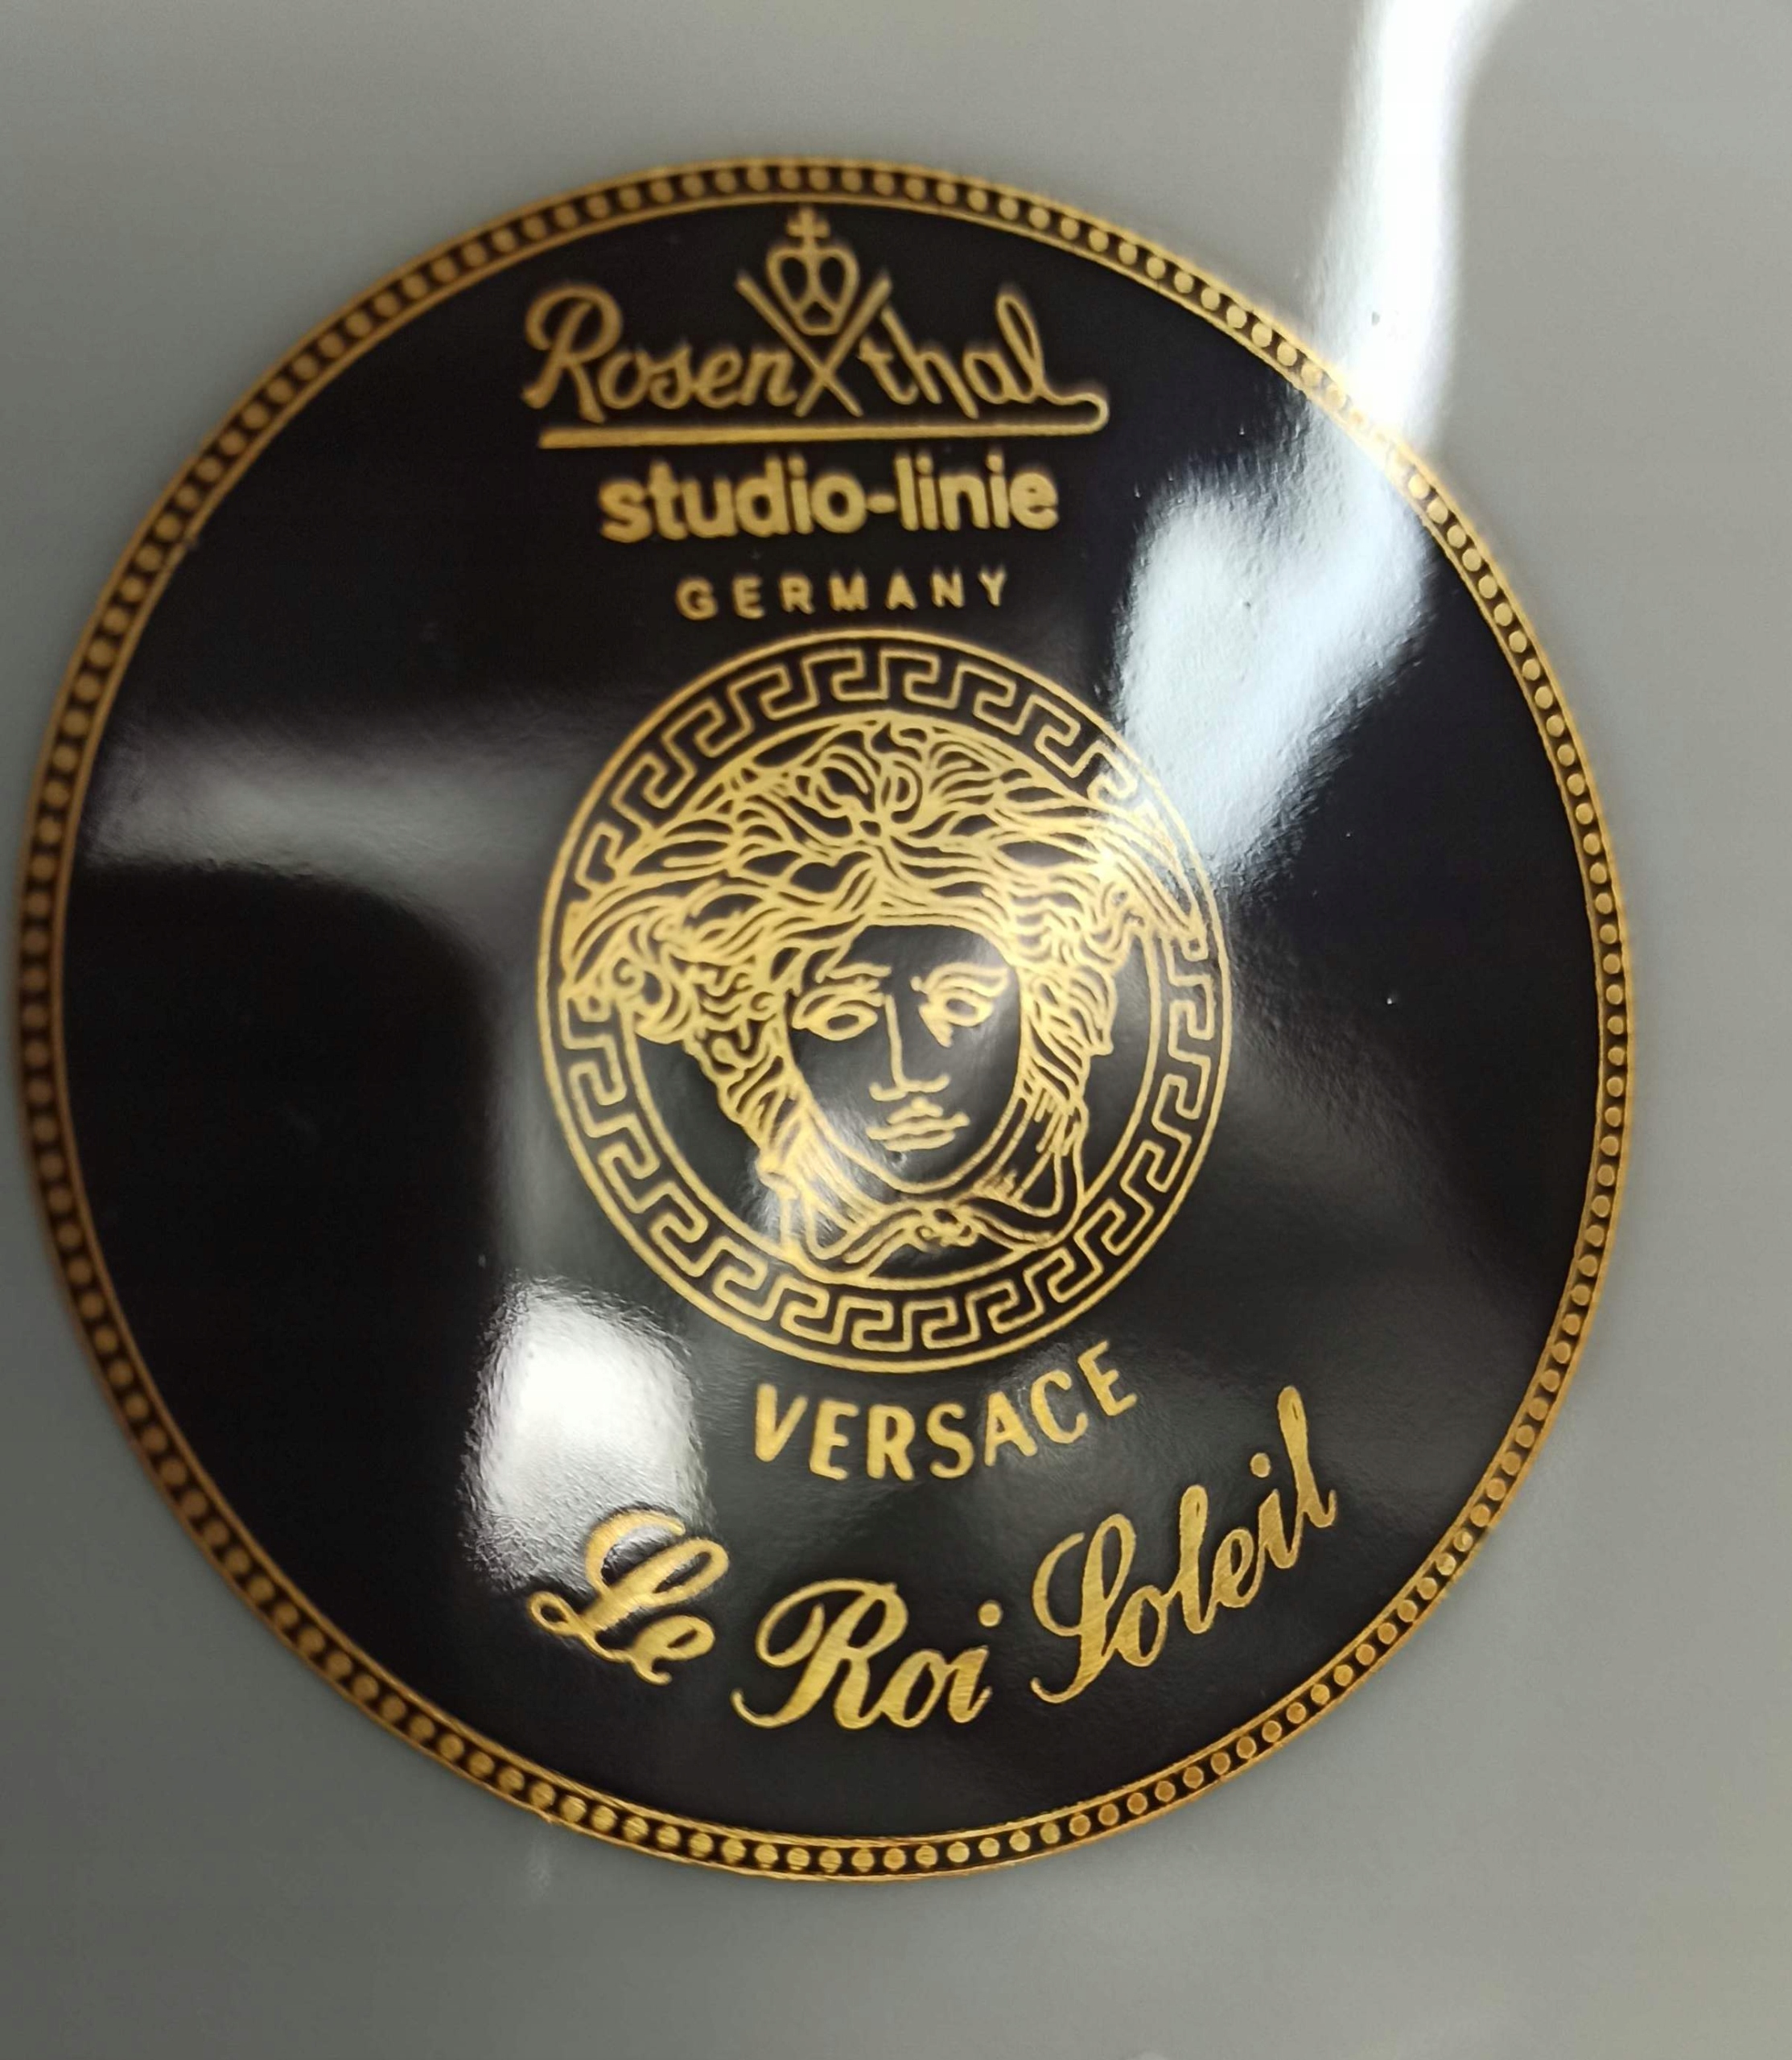 Rosenthal
studio-linie
GERMANY
VERSACE
Le Roi Soleil